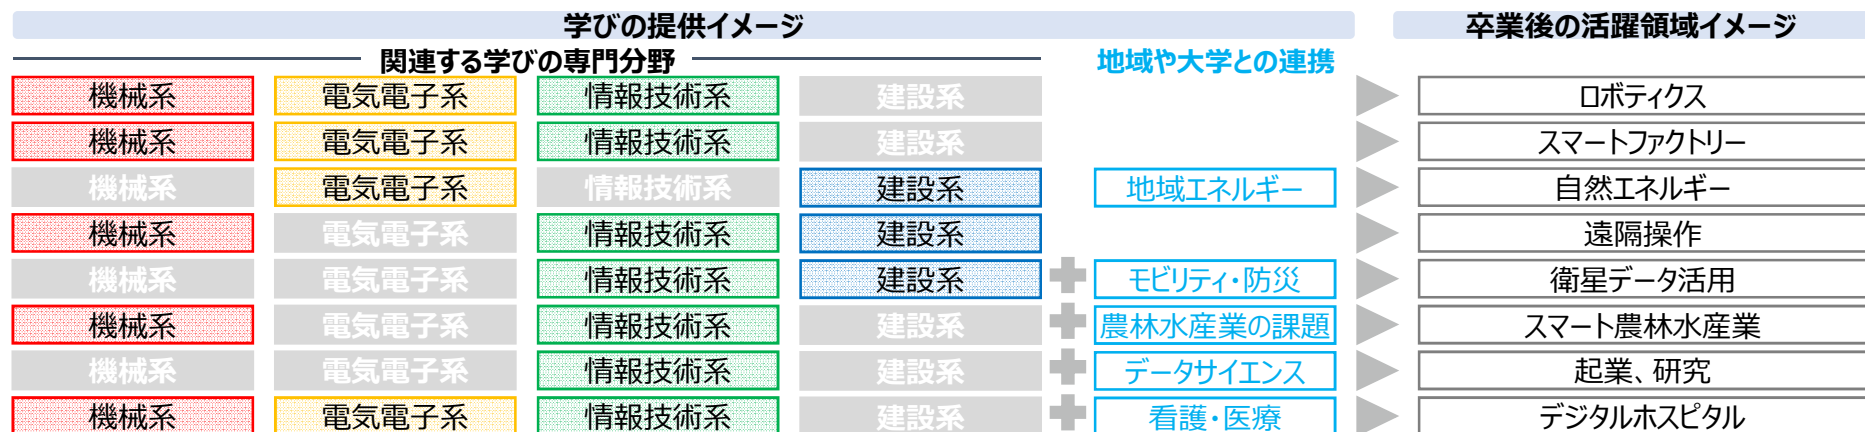 学びの提供イメージ 卒業後の活躍領域イメージ
関連する学びの専門分野 地域や大学との連携
機械系 電気電子系 情報技術系 建設系 ロボティクス
機械系 電気電子系 情報技術系 建設系 スマートファクトリー
機械系 電気電子系 情報技術系 建設系 地域エネルギー 自然エネルギー
機械系 電気電子系 情報技術系 建設系 遠隔操作
機械系 電気電子系 情報技術系 建設系 モビリティ・防災 衛星データ活用
機械系 電気電子系 情報技術系 建設系 農林水産業の課題 スマート農林水産業
機械系 電気電子系 情報技術系 建設系 データサイエンス 起業、研究
機械系 電気電子系 情報技術系 建設系 看護・医療 デジタルホスピタル